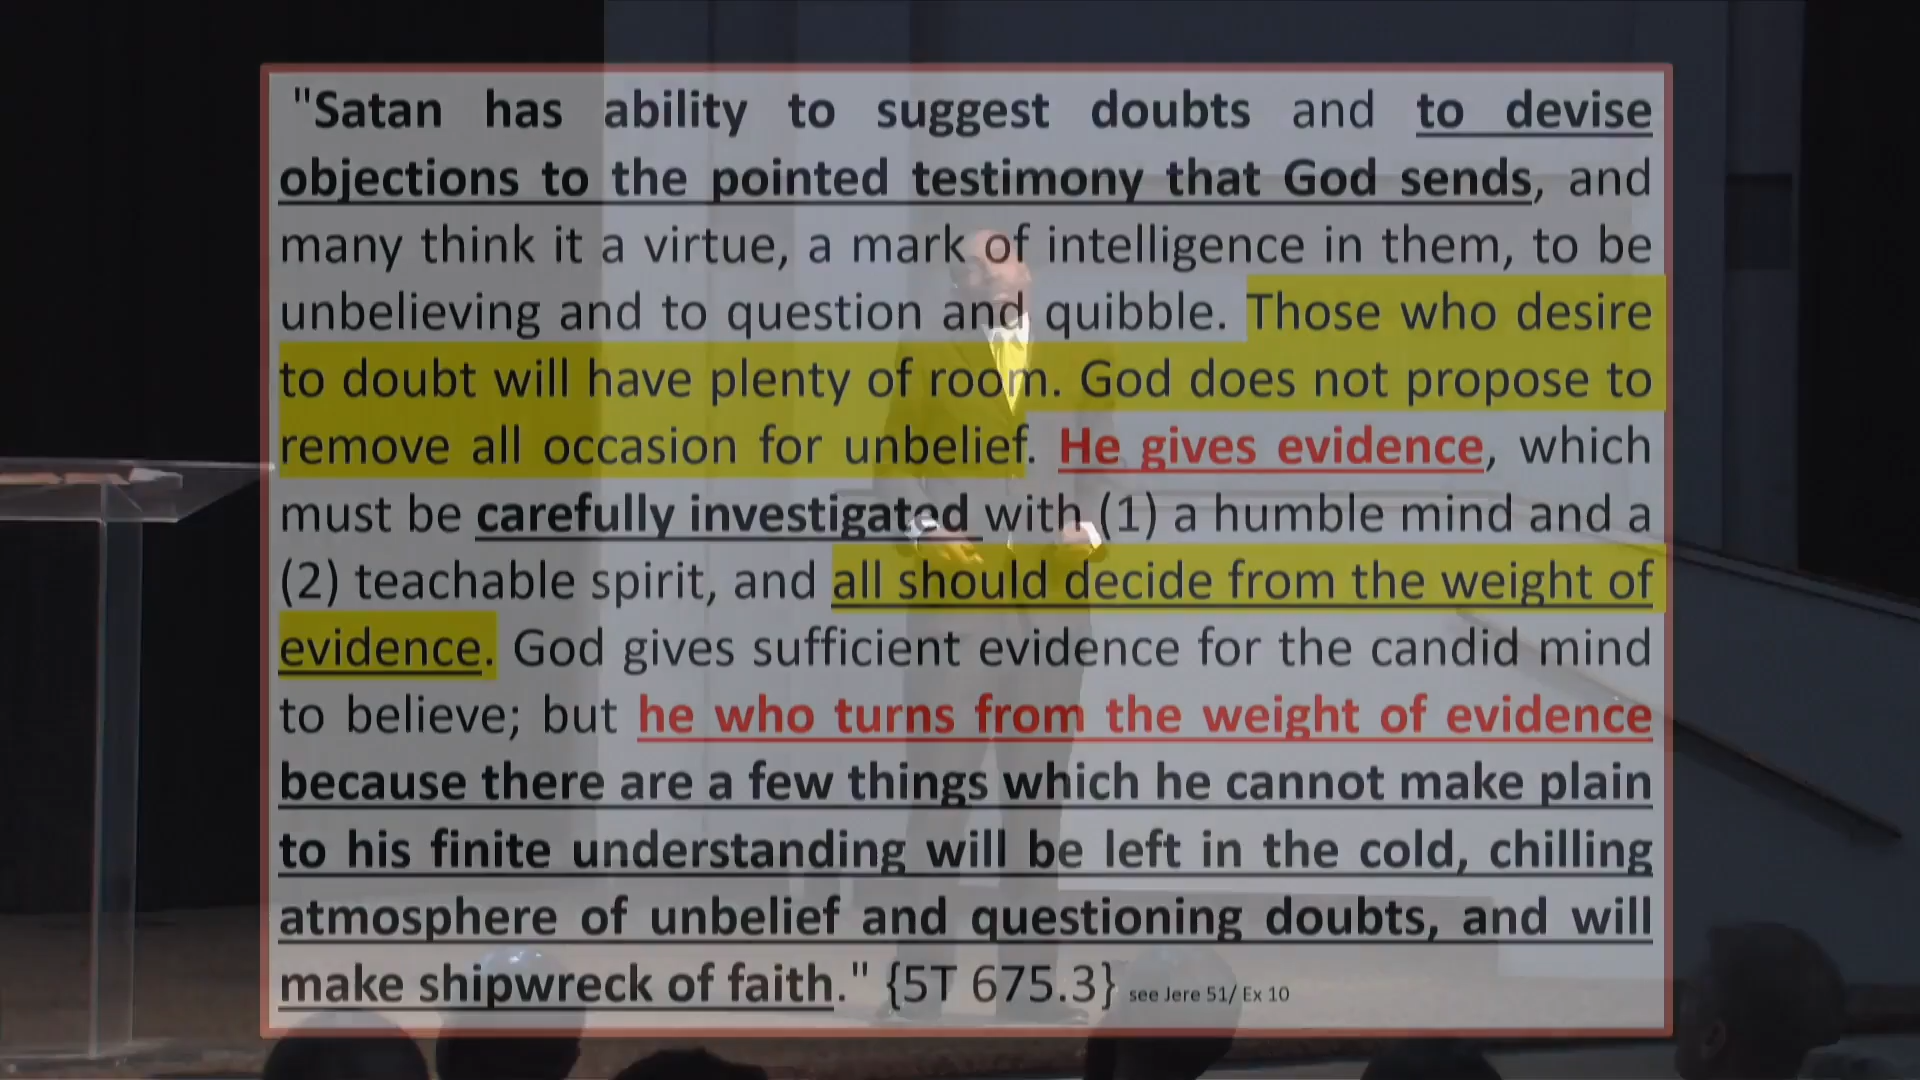 "Satan has ability to suggest doubts and to devise
objections to the pointed testimony that God sends, and
many think it a virtue, a mark of intelligence in them, to be
unbelieving and to question and quibble. Those who desire
to doubt will have plenty of room. God does not propose to
remove all occasion for unbelief. He gives evidence, which
must be carefully investigated with (1) a humble mind and a
(2) teachable spirit, and all should decide from the weight of
evidence. God gives sufficient evidence for the candid mind
to believe; but he who turns from the weight of evidence
because there are a few things which he cannot make plain
to his finite understanding will be left in the cold, chilling
atmosphere of unbelief and questioning doubts, and will
make shipwreck of faith." {5T 675.3} see Jere 51/ Ex 10